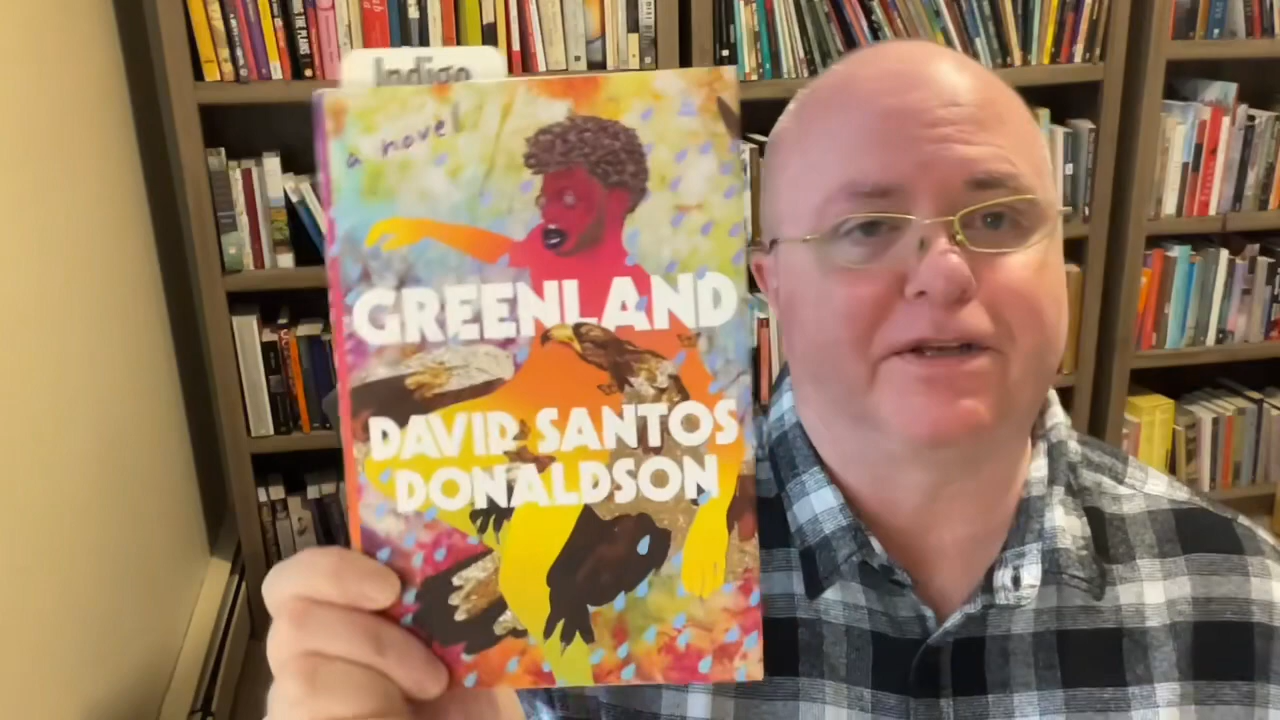 Indigo
a novel
GREENLAND
DAVID SANTOS
DONALDSON